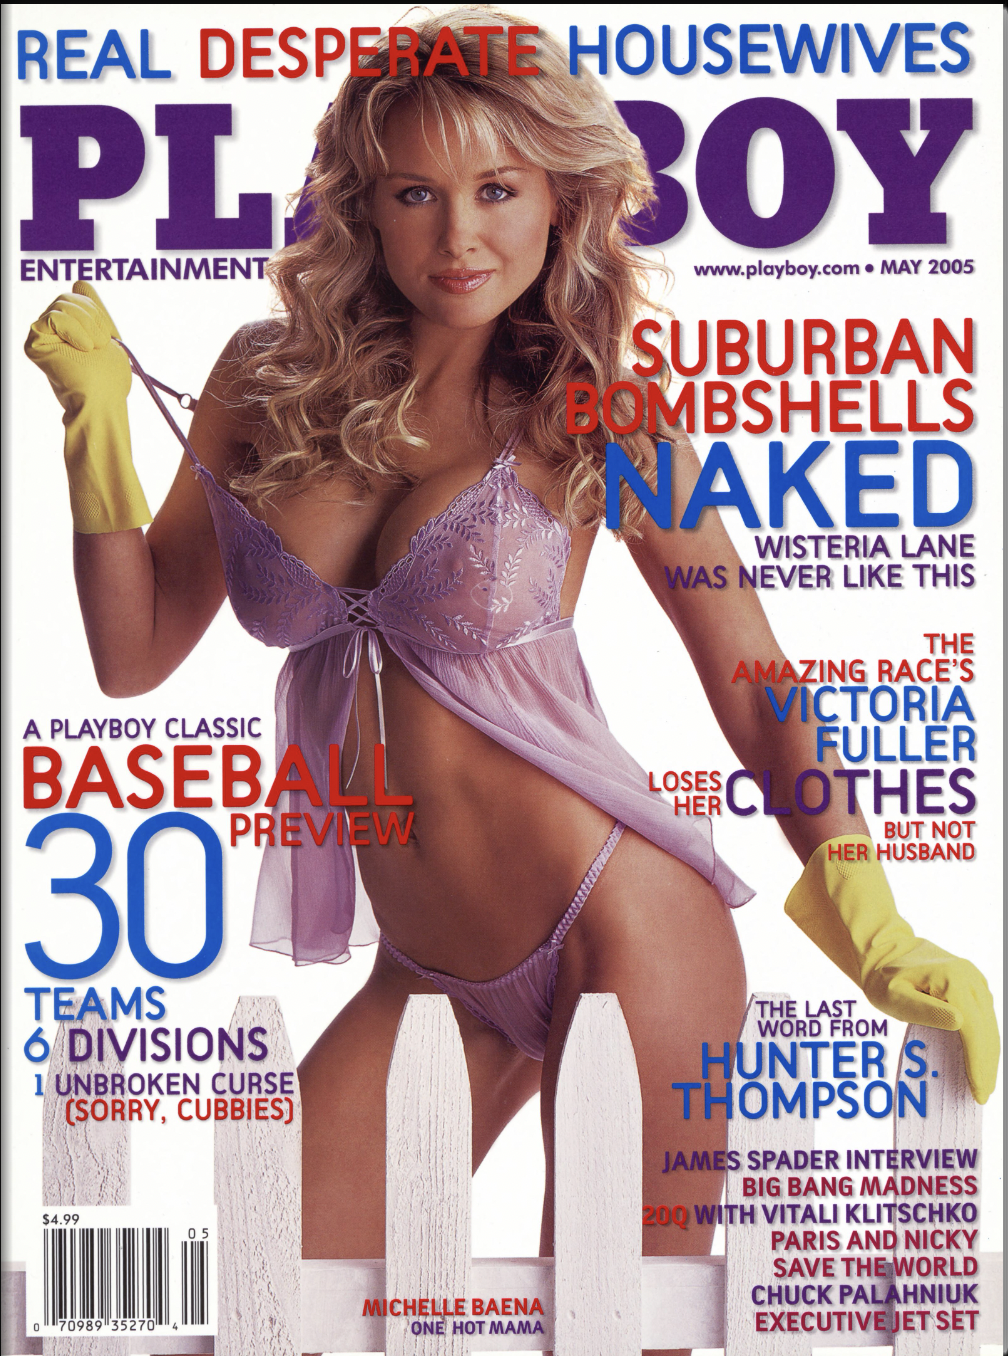 REAL DESPERATE HOUSEWIVES
PL BOY
ENTERTAINMENT
www.playboy.com • MAY 2005
SUBURBAN
BOMBSHELLS
NAKED
WISTERIA LANE
WAS NEVER LIKE THIS
THE
AMAZING RACE'S
VICTORIA
FULLER
LOSES
HER CLOTHES
BUT NOT
HER HUSBAND
A PLAYBOY CLASSIC
BASEBALL
PREVIEW
30
TEAMS
6 DIVISIONS
1 UNBROKEN CURSE
(SORRY, CUBBIES)
THE LAST
WORD FROM
HUNTER S.
THOMPSON
JAMES SPADER INTERVIEW
BIG BANG MADNESS
20Q WITH VITALI KLITSCHKO
PARIS AND NICKY
SAVE THE WORLD
CHUCK PALAHNIUK
EXECUTIVE JET SET
$4.99
05
0 70989 35270 4
MICHELLE BAENA
ONE HOT MAMA